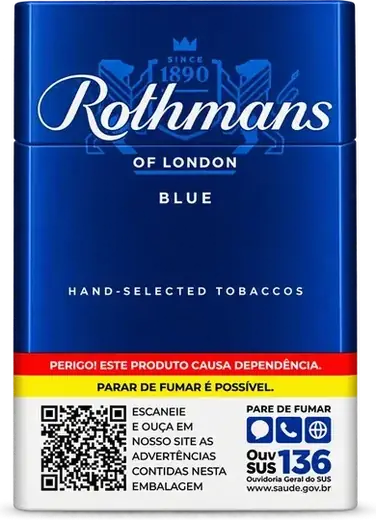 SINCE
1890
Rothmans
OF LONDON
BLUE
HAND-SELECTED TOBACCOS
PERIGO! ESTE PRODUTO CAUSA DEPENDÊNCIA.
PARAR DE FUMAR É POSSÍVEL.
ESCANEIE
E OUÇA EM
NOSSO SITE AS
ADVERTÊNCIAS
CONTIDAS NESTA
EMBALAGEM
PARE DE FUMAR
Ouv
SUS 136
Ouvidoria Geral do SUS
www.saude.gov.br